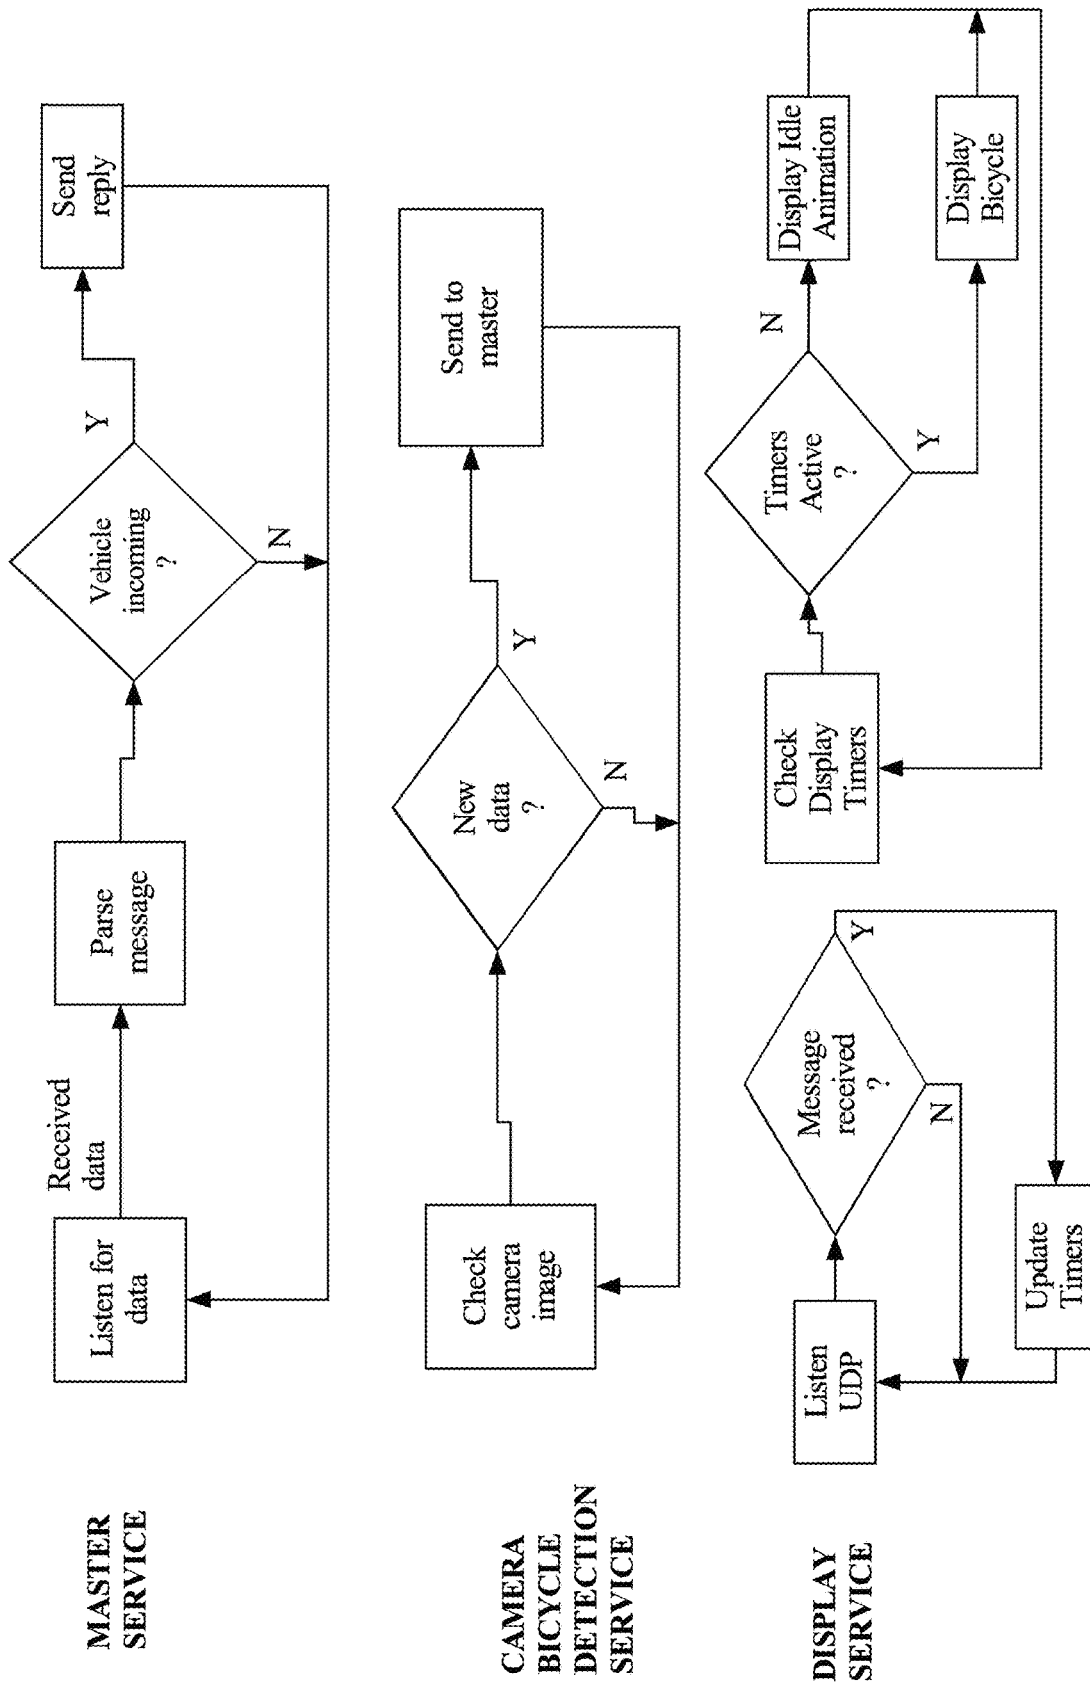 MASTER
SERVICE
Listen for
data
Received
data
Parse
message
Vehicle
incoming
?
Y
N
Send
reply
CAMERA
BICYCLE
DETECTION
SERVICE
Check
camera
image
New
data
?
Y
N
Send to
master
DISPLAY
SERVICE
Listen
UDP
Message
received
?
Y
N
Update
Timers
Check
Display
Timers
Timers
Active
?
N
Y
Display Idle
Animation
Display
Bicycle